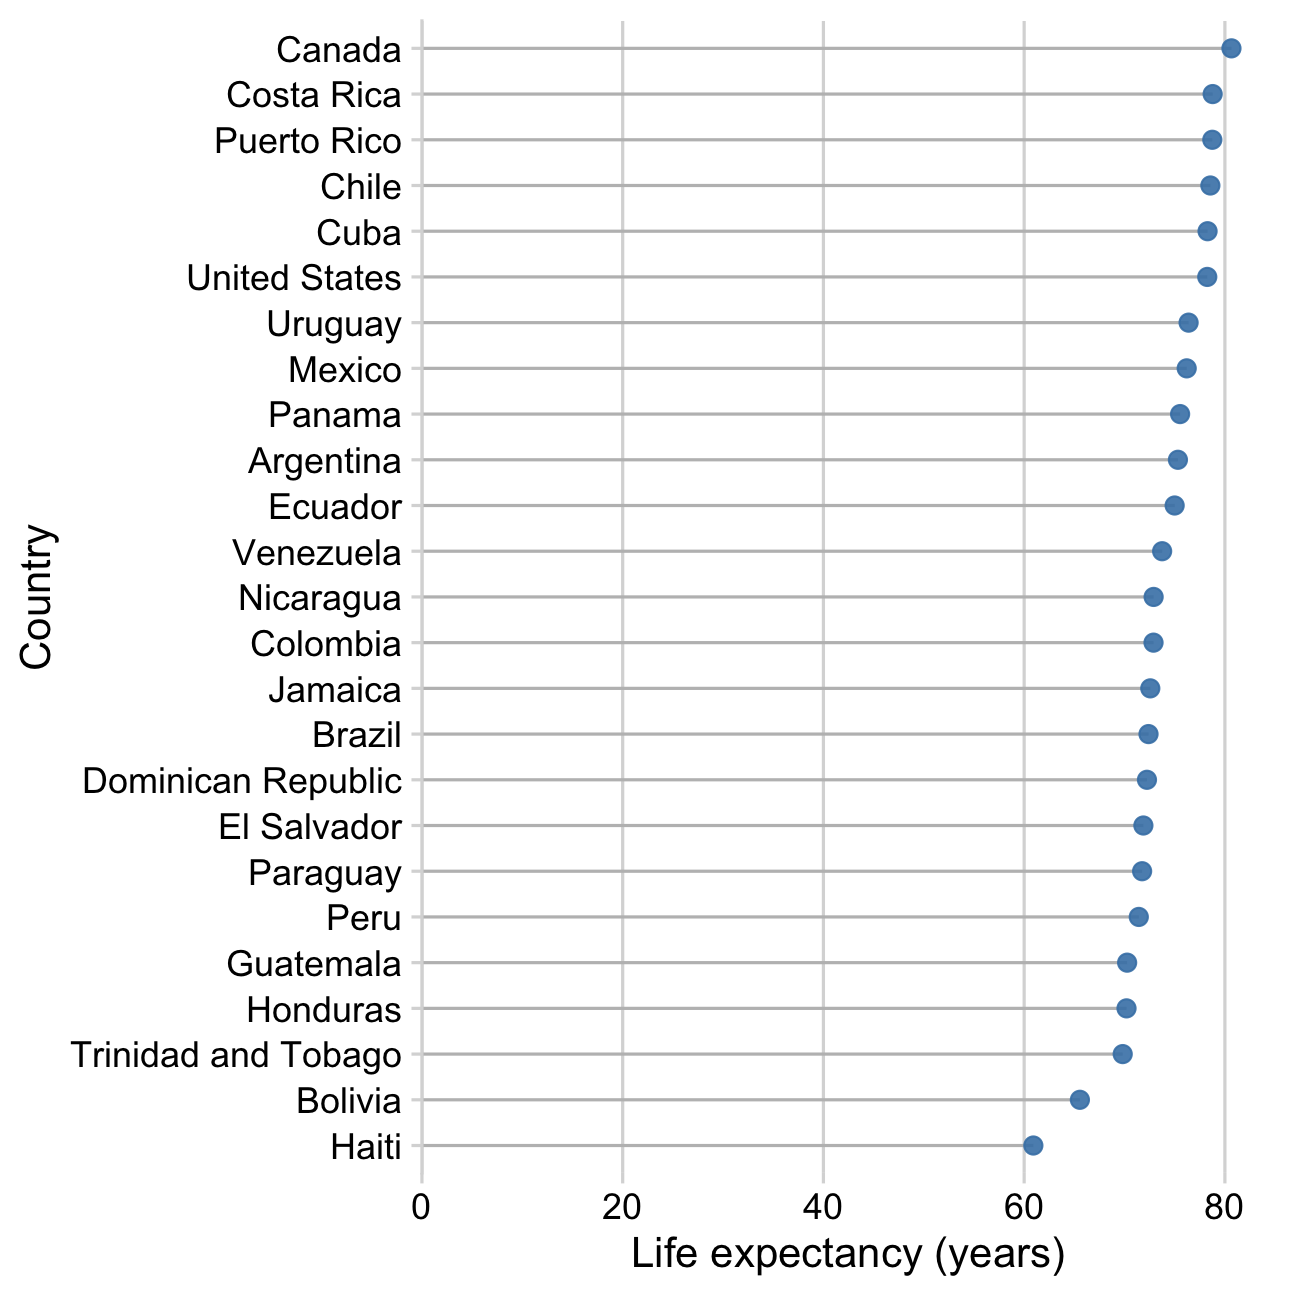 Canada
Costa Rica
Puerto Rico
Chile
Cuba
United States
Uruguay
Mexico
Panama
Argentina
Ecuador
Venezuela
Nicaragua
Colombia
Jamaica
Brazil
Dominican Republic
El Salvador
Paraguay
Peru
Guatemala
Honduras
Trinidad and Tobago
Bolivia
Haiti
Country
0 20 40 60 80
Life expectancy (years)